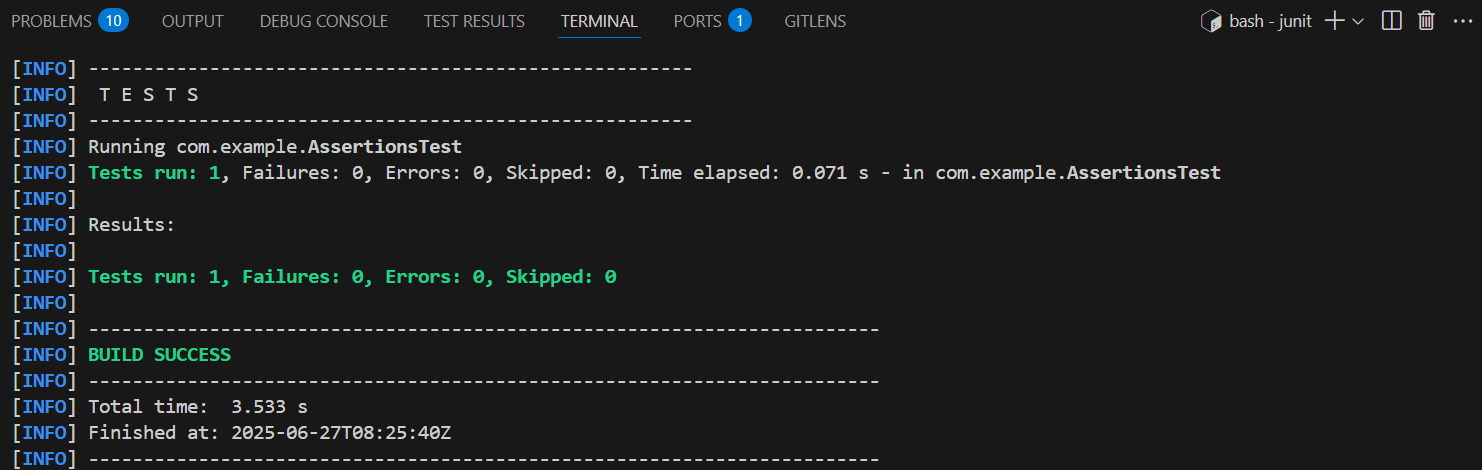 PROBLEMS 10 OUTPUT DEBUG CONSOLE TEST RESULTS TERMINAL PORTS 1 GITLENS bash - junit
[INFO] -------------------------------------------------------
[INFO]  T E S T S
[INFO] -------------------------------------------------------
[INFO] Running com.example.AssertionsTest
[INFO] Tests run: 1, Failures: 0, Errors: 0, Skipped: 0, Time elapsed: 0.071 s - in com.example.AssertionsTest
[INFO]
[INFO] Results:
[INFO]
[INFO] Tests run: 1, Failures: 0, Errors: 0, Skipped: 0
[INFO]
[INFO] ------------------------------------------------------------------------
[INFO] BUILD SUCCESS
[INFO] ------------------------------------------------------------------------
[INFO] Total time:  3.533 s
[INFO] Finished at: 2025-06-27T08:25:40Z
[INFO] ------------------------------------------------------------------------